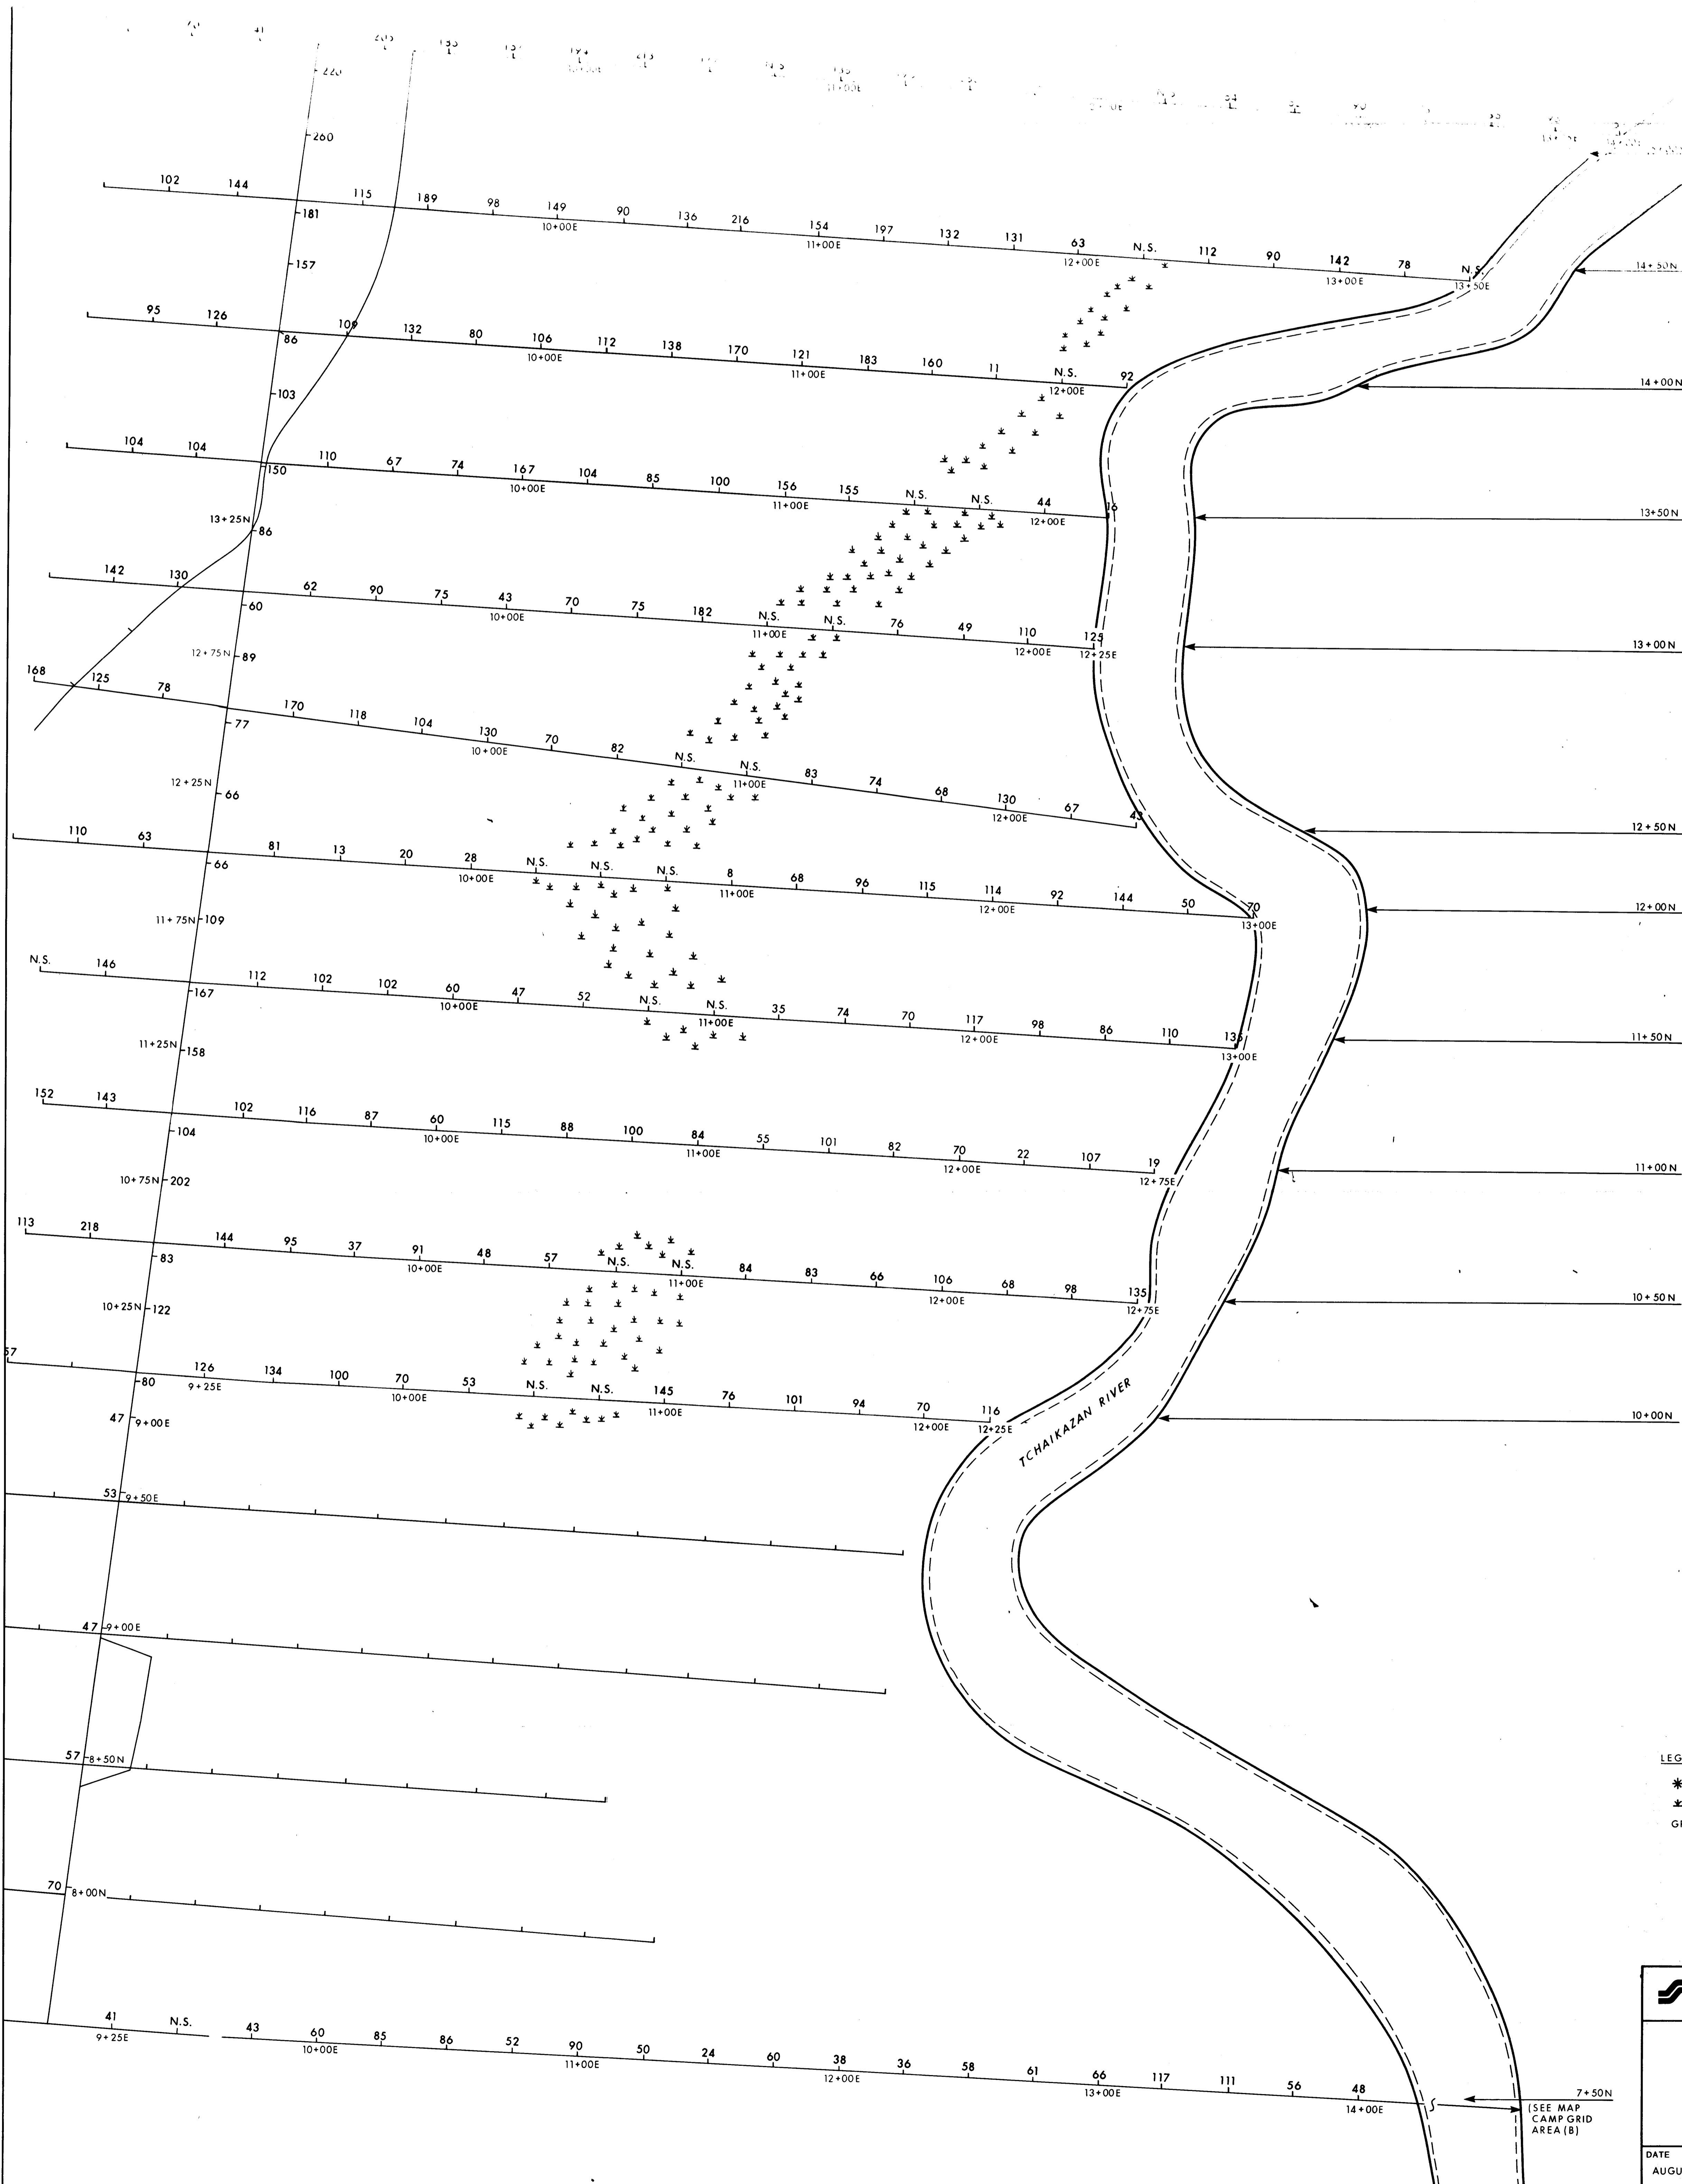 220
260
102 144 115 189 98 149 90 136 216 154 197 132 131 63 N.S. 112 90 142 78 N.S.
181
10+00E 11+00E 12+00E 13+00E 13+50E
14+50N
157
95 126 109 132 80 106 112 138 170 121 183 160 11 N.S. 92
86
10+00E 11+00E 12+00E
14+00N
103
104 104 110 67 74 167 104 85 100 156 155 N.S. N.S. 44 16
150
10+00E 11+00E 12+00E
13+50N
13+25N 86
142 130 62 90 75 43 70 75 182 N.S. N.S. 76 49 110 125
60
10+00E 11+00E 12+00E 12+25E
13+00N
12+75N 89
168 125 78 170 118 104 130 70 82 N.S. N.S. 83 74 68 130 67 43
77
10+00E 11+00E 12+00E
12+50N
12+25N 66
110 63 81 13 20 28 N.S. N.S. N.S. 8 68 96 115 114 92 144 50 70
66
10+00E 11+00E 12+00E 13+00E
12+00N
11+75N 109
N.S. 146 112 102 102 60 47 52 N.S. N.S. 35 74 70 117 98 86 110 135
167
10+00E 11+00E 12+00E 13+00E
11+50N
11+25N 158
152 143 102 116 87 60 115 88 100 84 55 101 82 70 22 107 19
104
10+00E 11+00E 12+00E 12+75E
11+00N
10+75N 202
113 218 144 95 37 91 48 57 N.S. N.S. 84 83 66 106 68 98 135
83
10+00E 11+00E 12+00E 12+75E
10+50N
10+25N 122
57 126 134 100 70 53 N.S. N.S. 145 76 101 94 70 116
80
9+25E 10+00E 11+00E 12+00E 12+25E
10+00N
TCHAIKAZAN RIVER
47 9+00E
53 9+50E
47 9+00E
57 8+50N
70 8+00N
LEG
GR
41 N.S. 43 60 85 86 52 90 50 24 60 38 36 58 61 66 117 111 56 48
9+25E 10+00E 11+00E 12+00E 13+00E 14+00E
7+50N
(SEE MAP
CAMP GRID
AREA (B)
DATE
AUGU